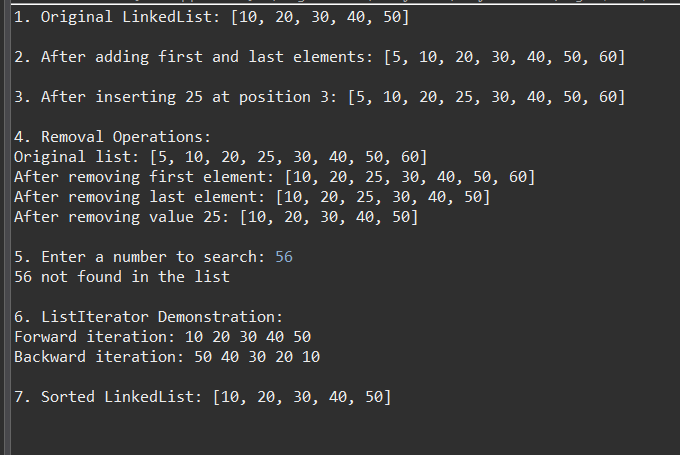 1. Original LinkedList: [10, 20, 30, 40, 50]
2. After adding first and last elements: [5, 10, 20, 30, 40, 50, 60]
3. After inserting 25 at position 3: [5, 10, 20, 25, 30, 40, 50, 60]
4. Removal Operations:
Original list: [5, 10, 20, 25, 30, 40, 50, 60]
After removing first element: [10, 20, 25, 30, 40, 50, 60]
After removing last element: [10, 20, 25, 30, 40, 50]
After removing value 25: [10, 20, 30, 40, 50]
5. Enter a number to search: 56
56 not found in the list
6. ListIterator Demonstration:
Forward iteration: 10 20 30 40 50
Backward iteration: 50 40 30 20 10
7. Sorted LinkedList: [10, 20, 30, 40, 50]